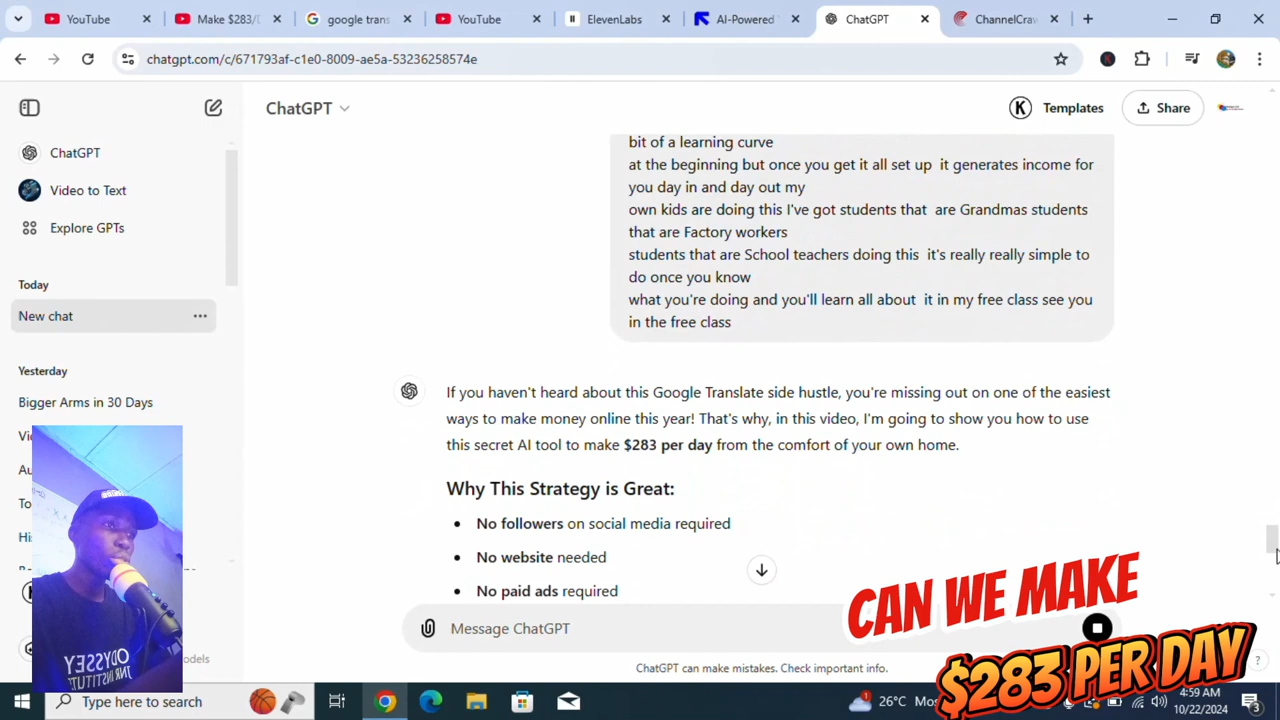 YouTube
Make $283/D
google trans
YouTube
ElevenLabs
AI-Powered
ChatGPT
ChannelCraw
chatgpt.com/c/671793af-c1e0-8009-ae5a-53236258574e
ChatGPT
K
Templates
Share
ChatGPT
Video to Text
Explore GPTs
Today
New chat
Yesterday
Bigger Arms in 30 Days
bit of a learning curve
at the beginning but once you get it all set up it generates income for
you day in and day out my
own kids are doing this I've got students that are Grandmas students
that are Factory workers
students that are School teachers doing this it's really really simple to
do once you know
what you're doing and you'll learn all about it in my free class see you
in the free class
If you haven't heard about this Google Translate side hustle, you're missing out on one of the easiest
ways to make money online this year! That's why, in this video, I'm going to show you how to use
this secret AI tool to make $283 per day from the comfort of your own home.
Why This Strategy is Great:
• No followers on social media required
• No website needed
• No paid ads required
Message ChatGPT
ChatGPT can make mistakes. Check important info.
odels
ODYSSEY
CAN WE MAKE
$283 PER DAY
Type here to search
26°C
4:59 AM
10/22/2024